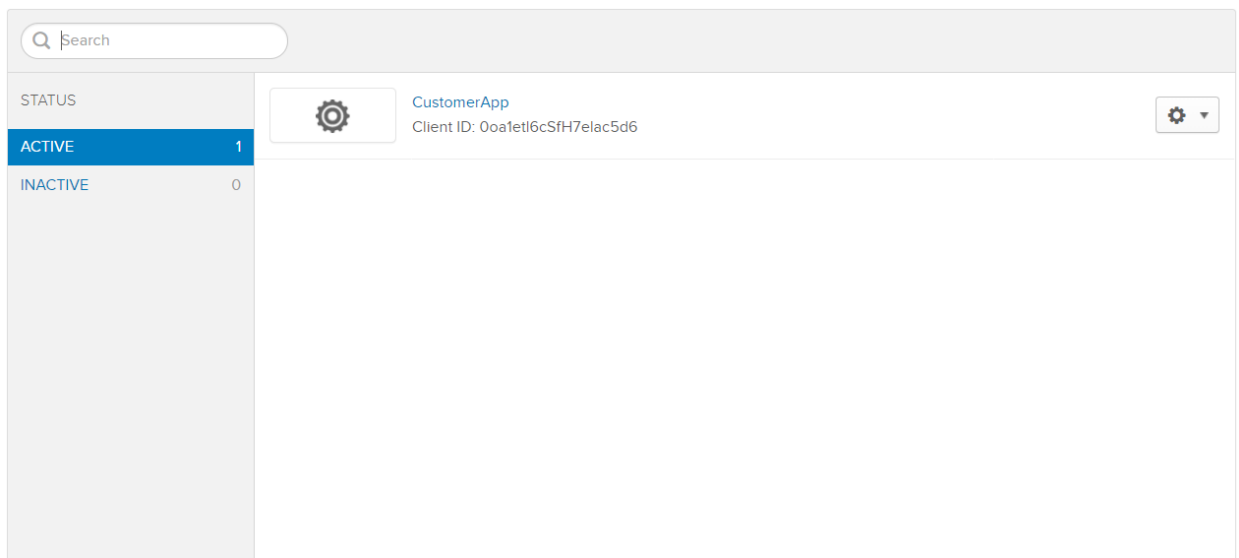 Search
STATUS
ACTIVE 1
INACTIVE 0
CustomerApp
Client ID: 0oa1etl6cSfH7elac5d6